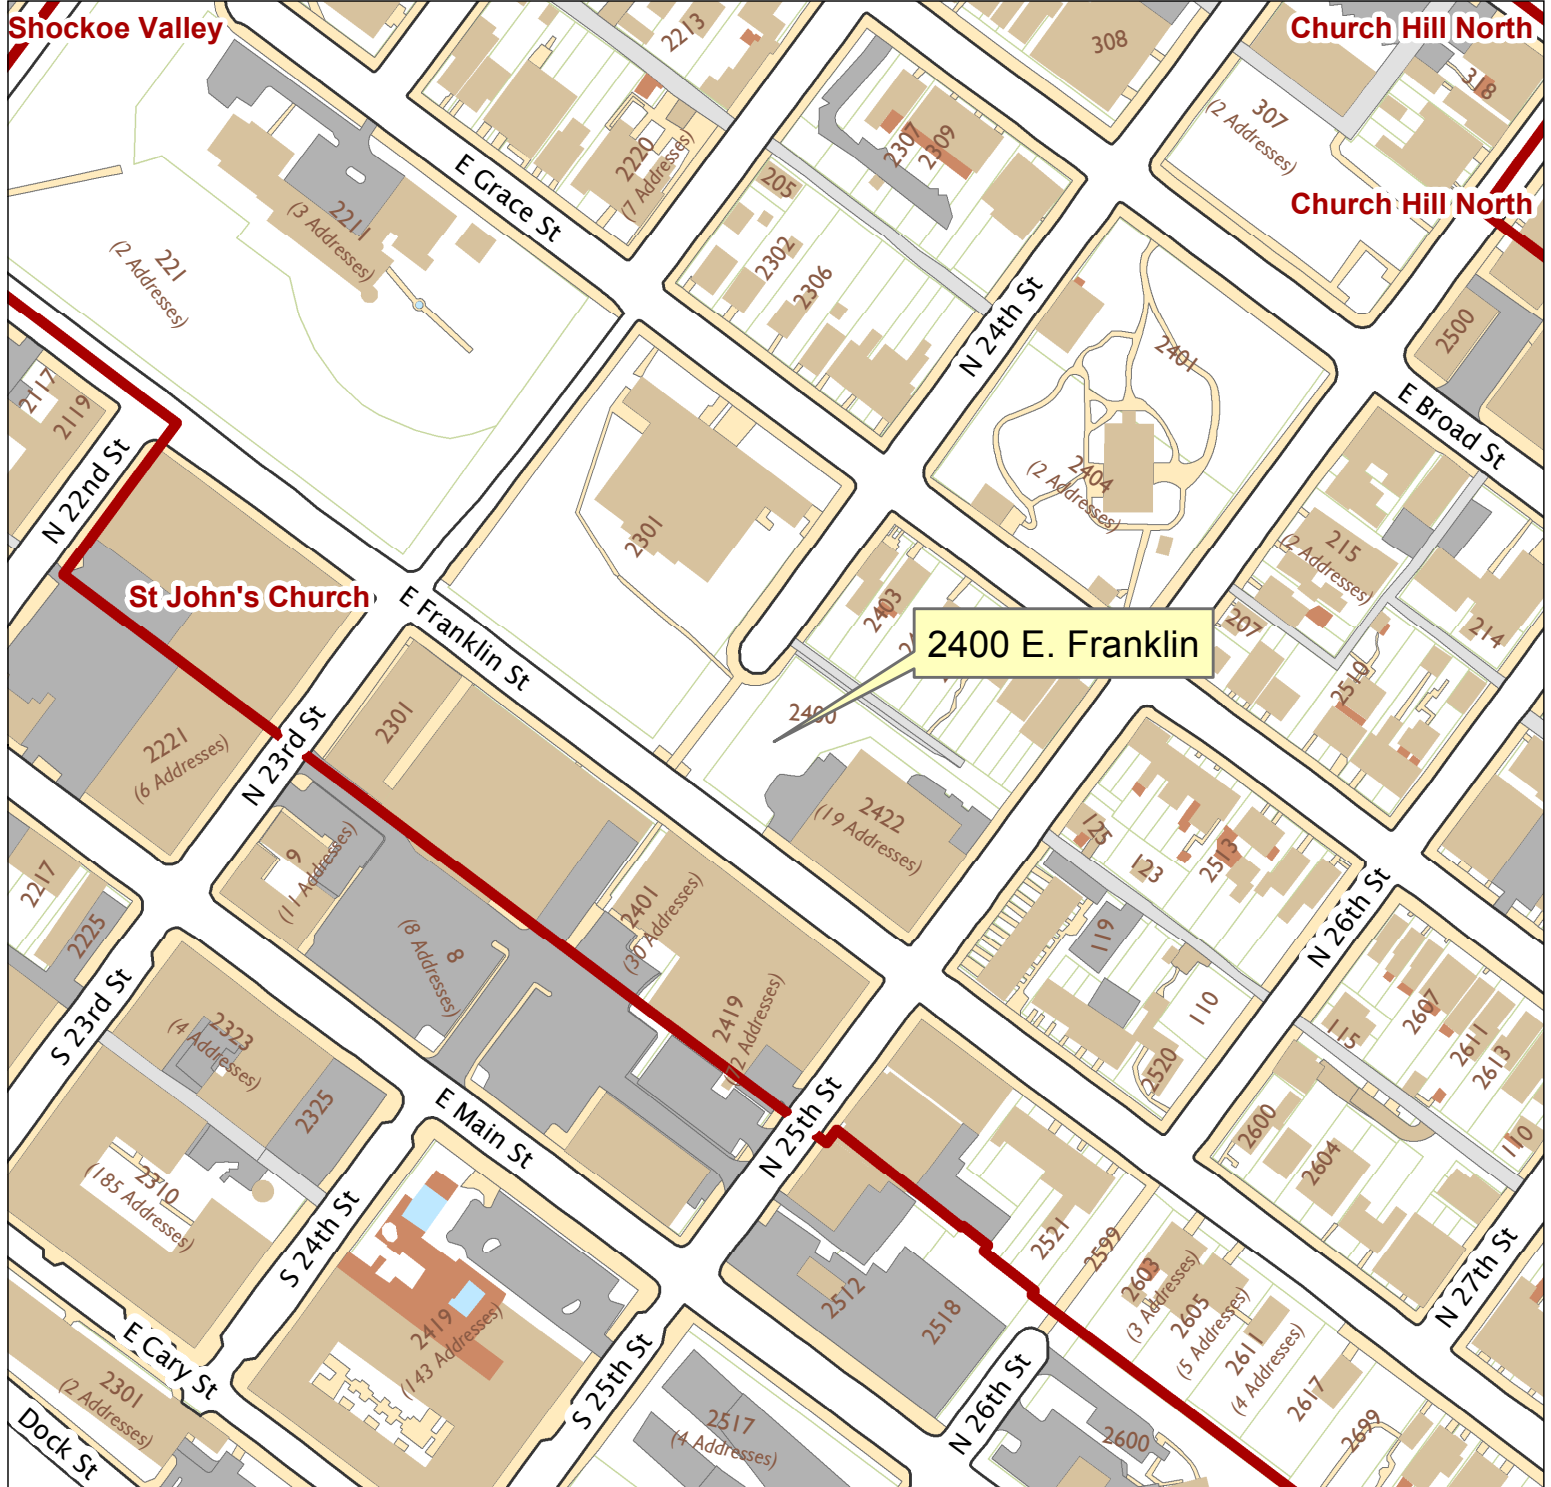 Shockoe Valley
Church Hill North
2213
308
318
307
(2 Addresses)
2307
2309
2220
(7 Addresses)
E Grace St
205
Church Hill North
2211
(3 Addresses)
221
(2 Addresses)
2302
2306
N 24th St
2401
2500
E Broad St
2117
2119
N 22nd St
2404
(2 Addresses)
2301
215
(2 Addresses)
St John's Church
E Franklin St
2403
2400 E. Franklin
207
214
2510
2400
2301
N 23rd St
2221
(6 Addresses)
2422
(19 Addresses)
125
123
2513
9
(11 Addresses)
2217
2225
2401
(30 Addresses)
8
(8 Addresses)
119
N 26th St
S 23rd St
2323
(4 Addresses)
2419
(72 Addresses)
110
2520
115
2607
2611
2613
2325
E Main St
N 25th St
2600
2604
110
2310
(185 Addresses)
S 24th St
2521
2599
2603
(3 Addresses)
2605
(5 Addresses)
2611
(4 Addresses)
2617
N 27th St
2512
2518
2419
(143 Addresses)
E Cary St
2301
(2 Addresses)
S 25th St
N 26th St
Dock St
2517
(4 Addresses)
2600
2699